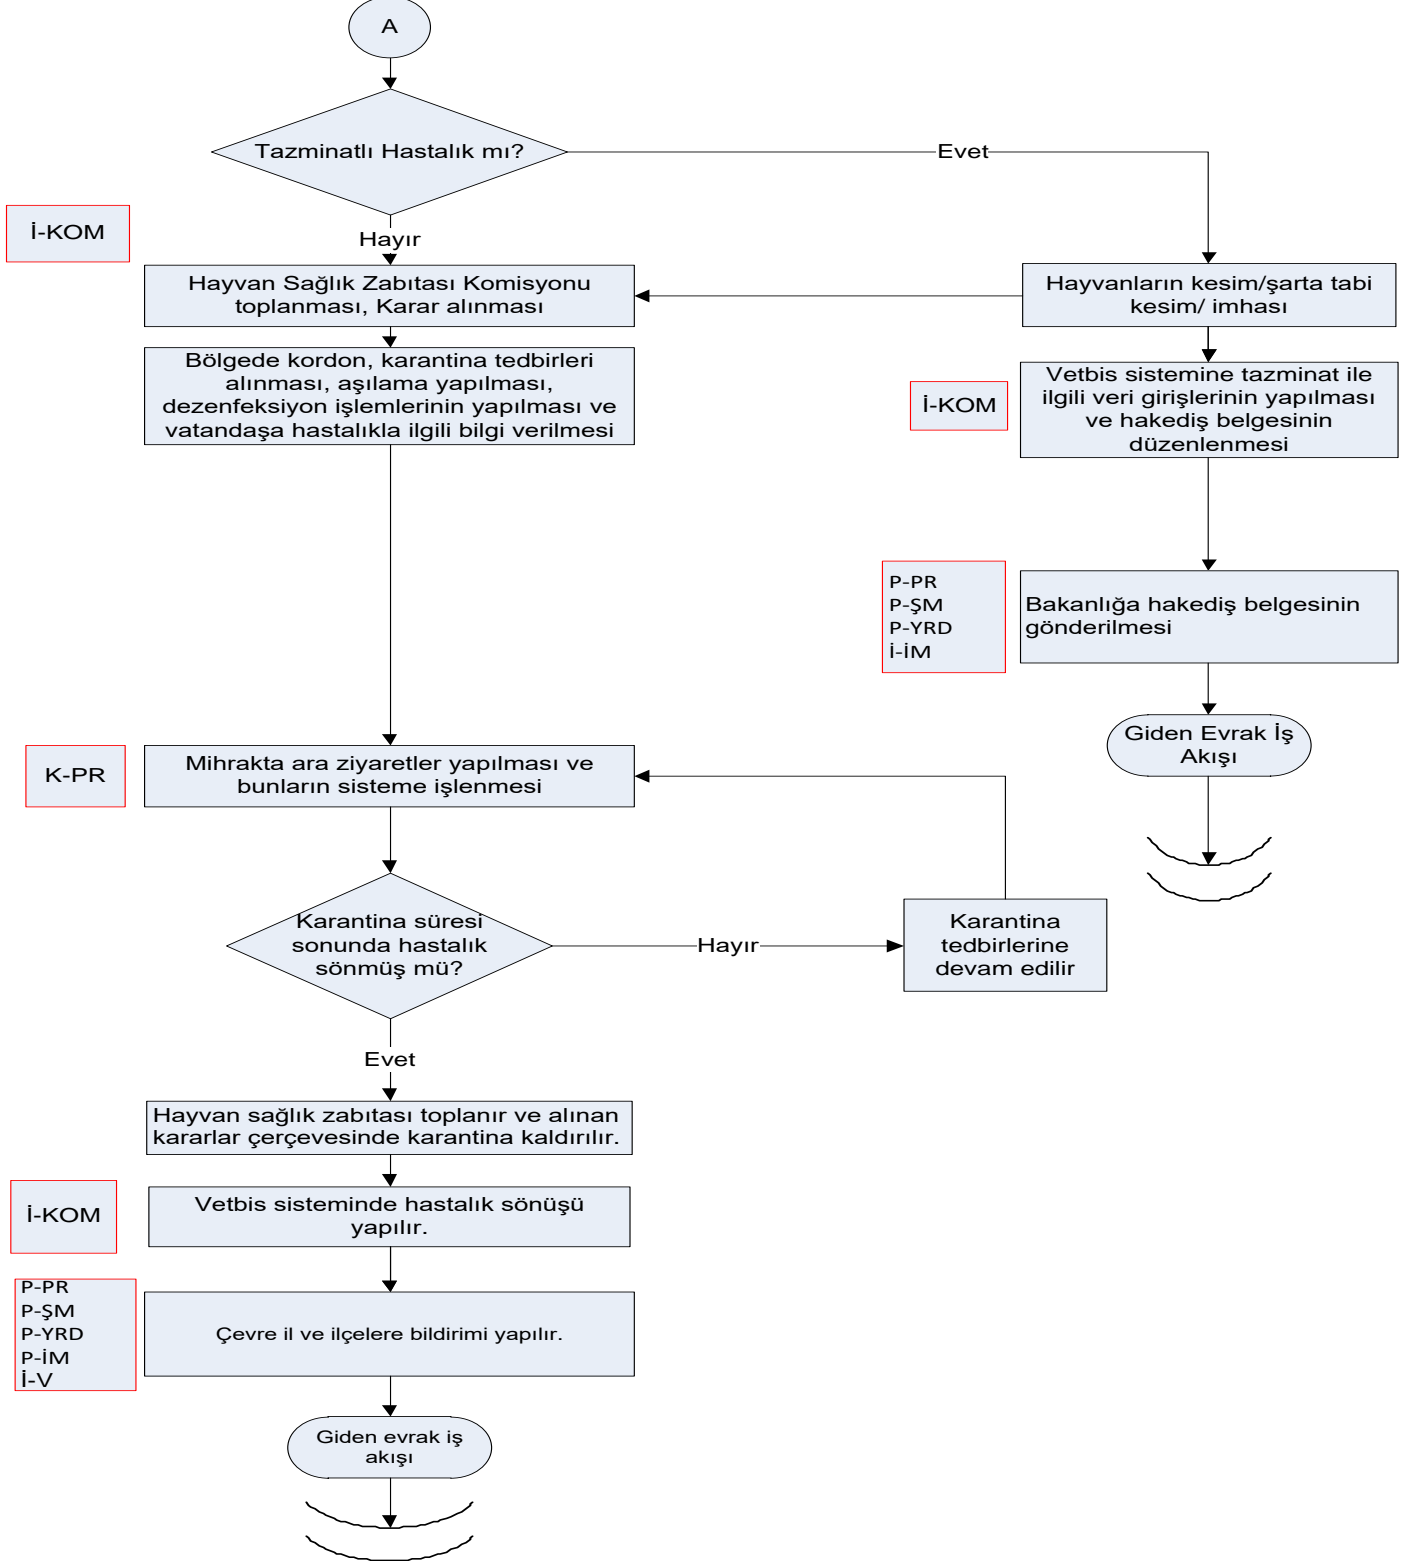 A
Tazminatlı Hastalık mı?
Evet
İ-KOM
Hayır
Hayvan Sağlık Zabıtası Komisyonu
toplanması, Karar alınması
Hayvanların kesim/şarta tabi
kesim/ imhası
Bölgede kordon, karantina tedbirleri
alınması, aşılama yapılması,
dezenfeksiyon işlemlerinin yapılması ve
vatandaşa hastalıkla ilgili bilgi verilmesi
İ-KOM
Vetbis sistemine tazminat ile
ilgili veri girişlerinin yapılması
ve hakediş belgesinin
düzenlenmesi
P-PR
P-ŞM
P-YRD
İ-İM
Bakanlığa hakediş belgesinin
gönderilmesi
Giden Evrak İş
Akışı
K-PR
Mihrakta ara ziyaretler yapılması ve
bunların sisteme işlenmesi
Karantina süresi
sonunda hastalık
sönmüş mü?
Hayır
Karantina
tedbirlerine
devam edilir
Evet
Hayvan sağlık zabıtası toplanır ve alınan
kararlar çerçevesinde karantina kaldırılır.
İ-KOM
Vetbis sisteminde hastalık sönüşü
yapılır.
P-PR
P-ŞM
P-YRD
P-İM
İ-V
Çevre il ve ilçelere bildirimi yapılır.
Giden evrak iş
akışı